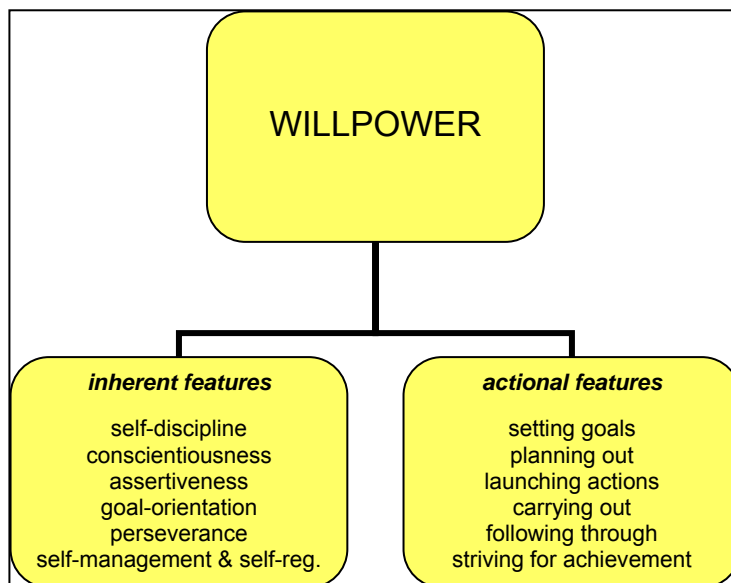 WILLPOWER
inherent features
self-discipline
conscientiousness
assertiveness
goal-orientation
perseverance
self-management & self-reg.
actional features
setting goals
planning out
launching actions
carrying out
following through
striving for achievement